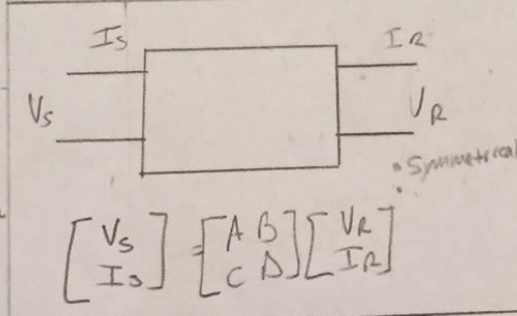 Is IR
Vs VR
• Symmetrical
•
[Vs] = [A B] [VR]
[Is] [C D] [IR]